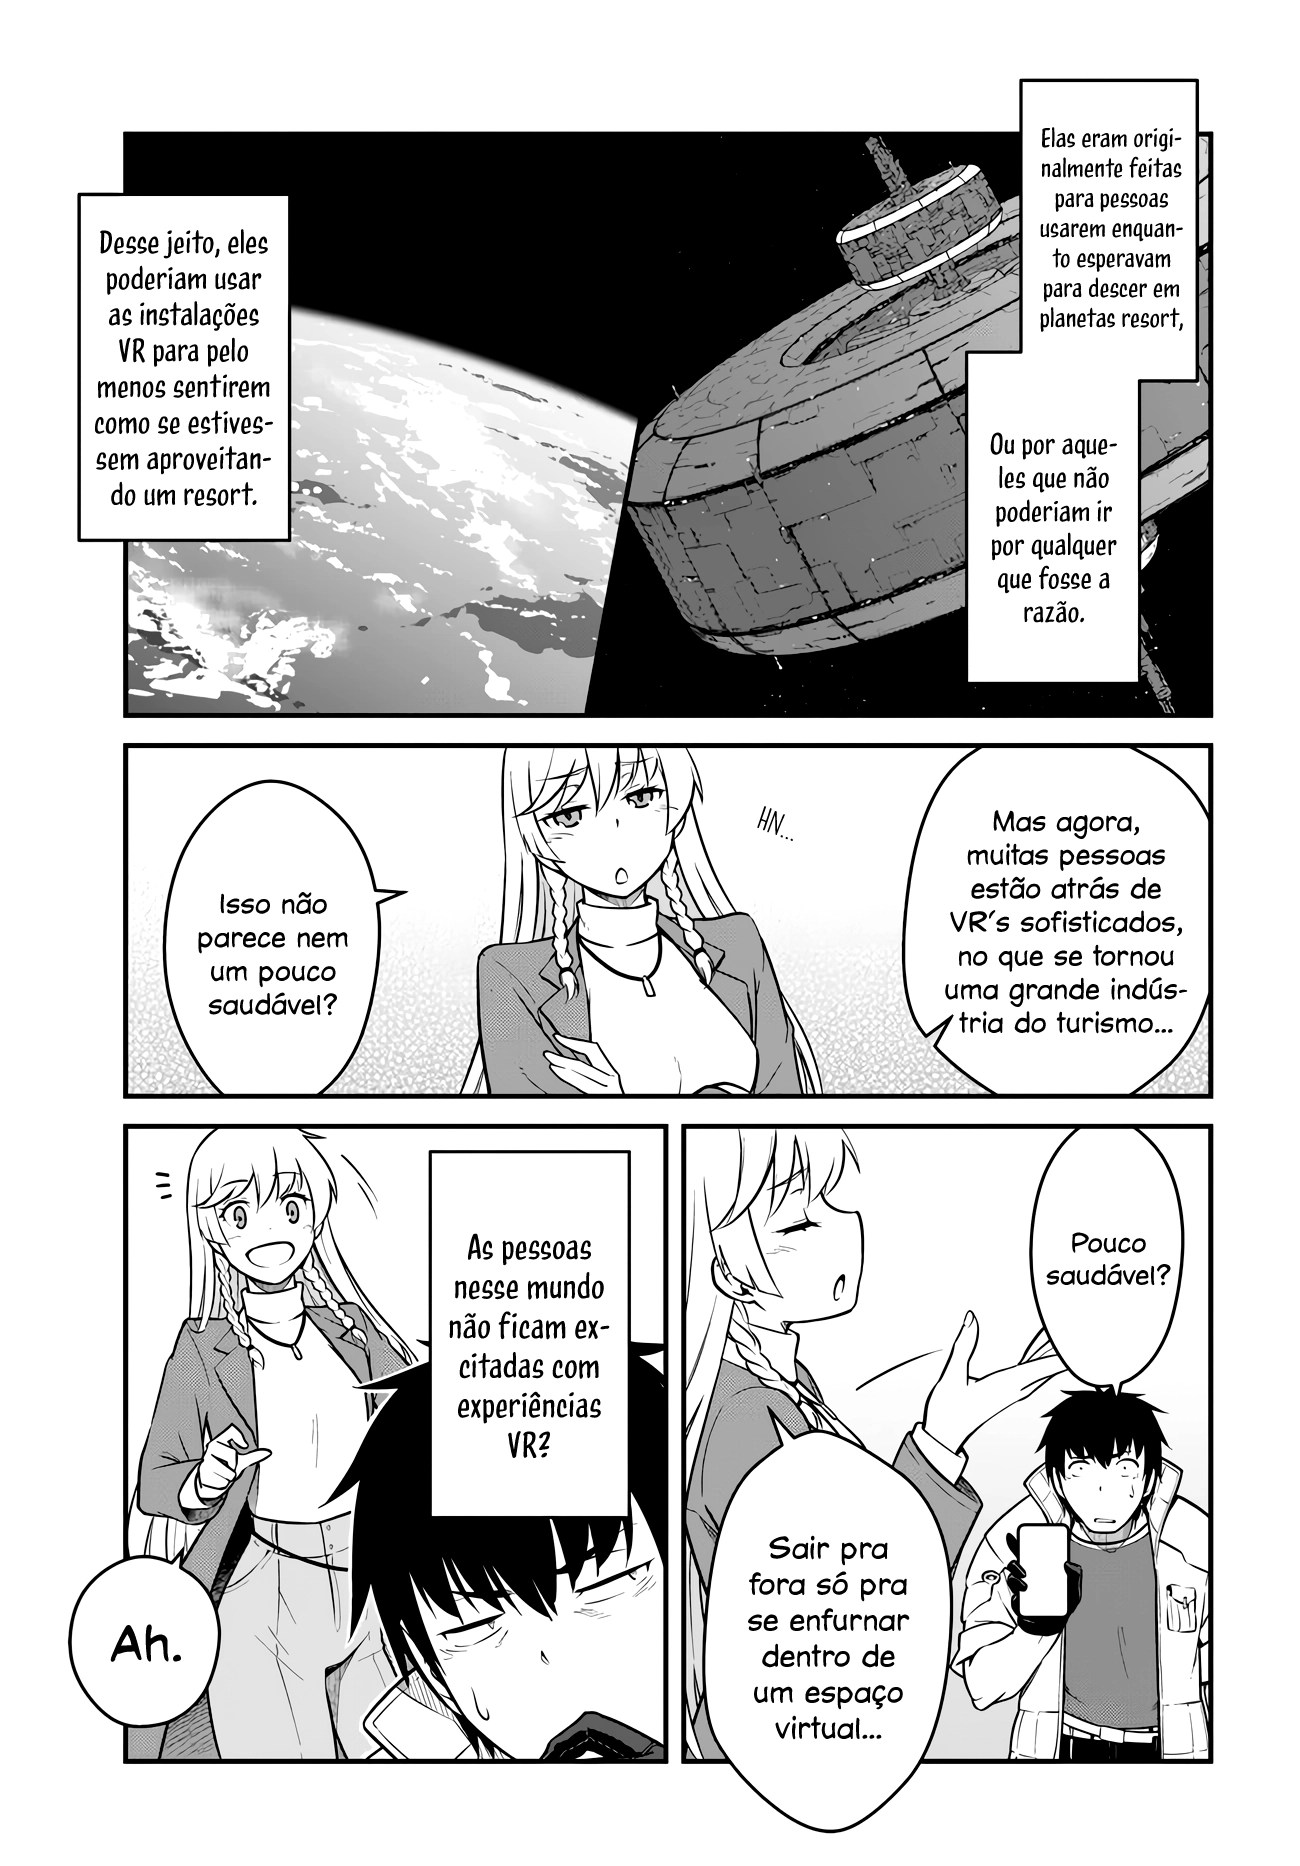 Elas eram origi-
nalmente feitas
para pessoas
usarem enquan-
to esperavam
para descer em
planetas resort,
Ou por aque-
les que não
poderiam ir
por qualquer
que fosse a
razão.
Desse jeito, eles
poderiam usar
as instalações
VR para pelo
menos sentirem
como se estives-
sem aproveitan-
do um resort.
Mas agora,
muitas pessoas
estão atrás de
VR's sofisticados,
no que se tornou
uma grande indús-
tria do turismo...
HN...
Isso não
parece nem
um pouco
saudável?
Pouco
saudável?
Sair pra
fora só pra
se enfurnar
dentro de
um espaço
virtual...
As pessoas
nesse mundo
não ficam ex-
citadas com
experiências
VR?
Ah.